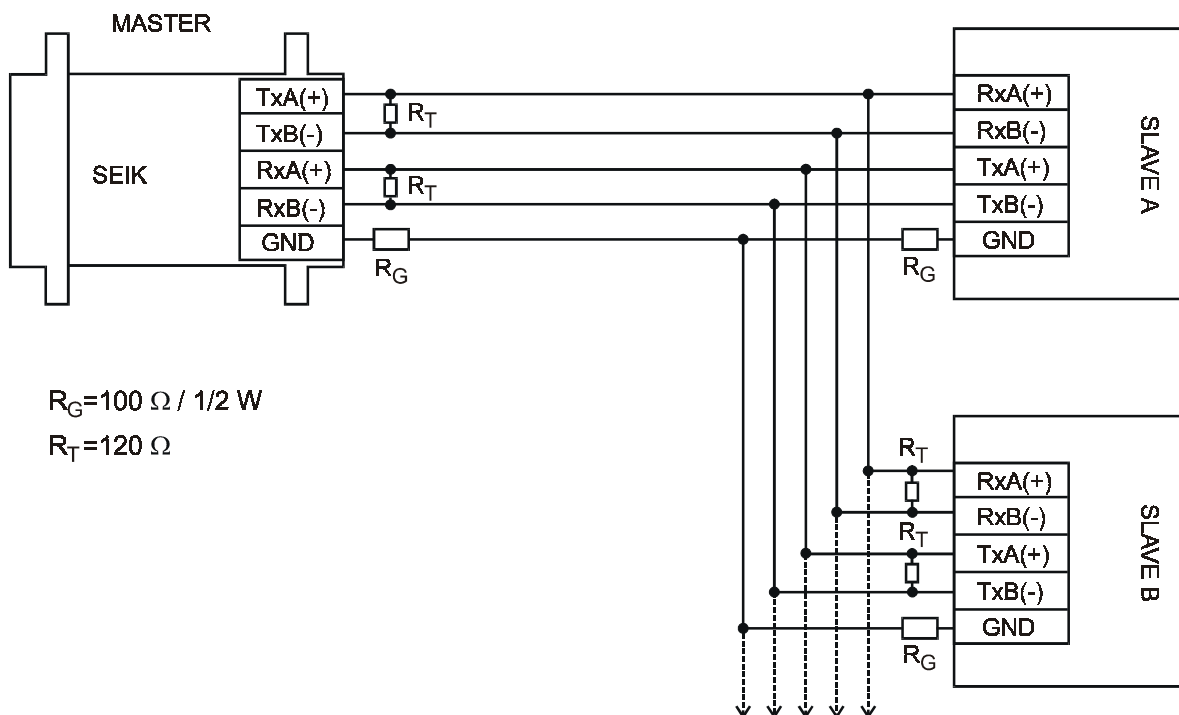 MASTER
SEIK
TxA(+)
TxB(-)
RxA(+)
RxB(-)
GND
R_T
R_T
R_G
RxA(+)
RxB(-)
TxA(+)
TxB(-)
GND
R_G
SLAVE A
R_G=100 Ω / 1/2 W
R_T=120 Ω
R_T
R_T
R_G
RxA(+)
RxB(-)
TxA(+)
TxB(-)
GND
SLAVE B